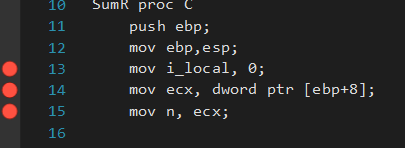 10 SumR proc C
11 push ebp;
12 mov ebp,esp;
13 mov i_local, 0;
14 mov ecx, dword ptr [ebp+8];
15 mov n, ecx;
16